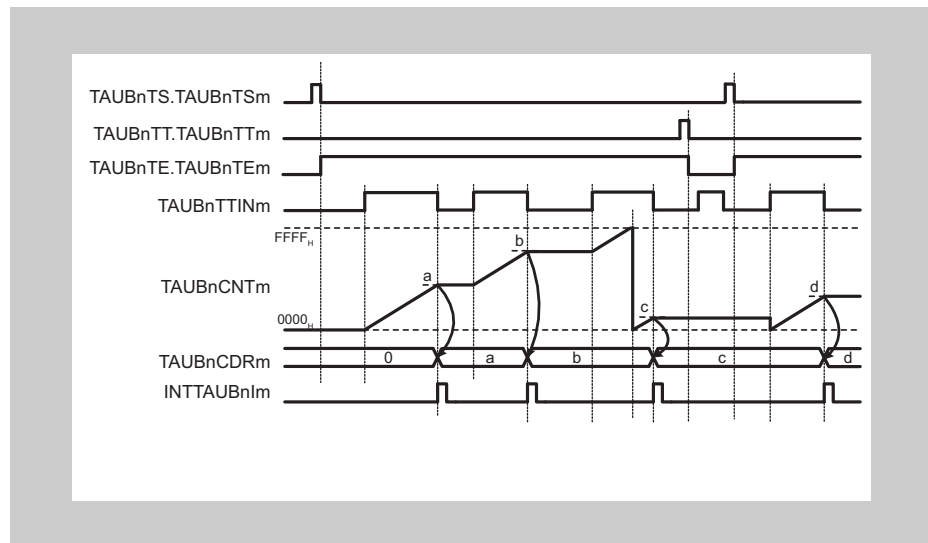 TAUBnTS.TAUBnTSm
TAUBnTT.TAUBnTTm
TAUBnTE.TAUBnTEm
TAUBnTTINm
FFFFH
b
a
d
TAUBnCNTm
c
0000H
TAUBnCDRm 0 a b c d
INTTAUBnIm